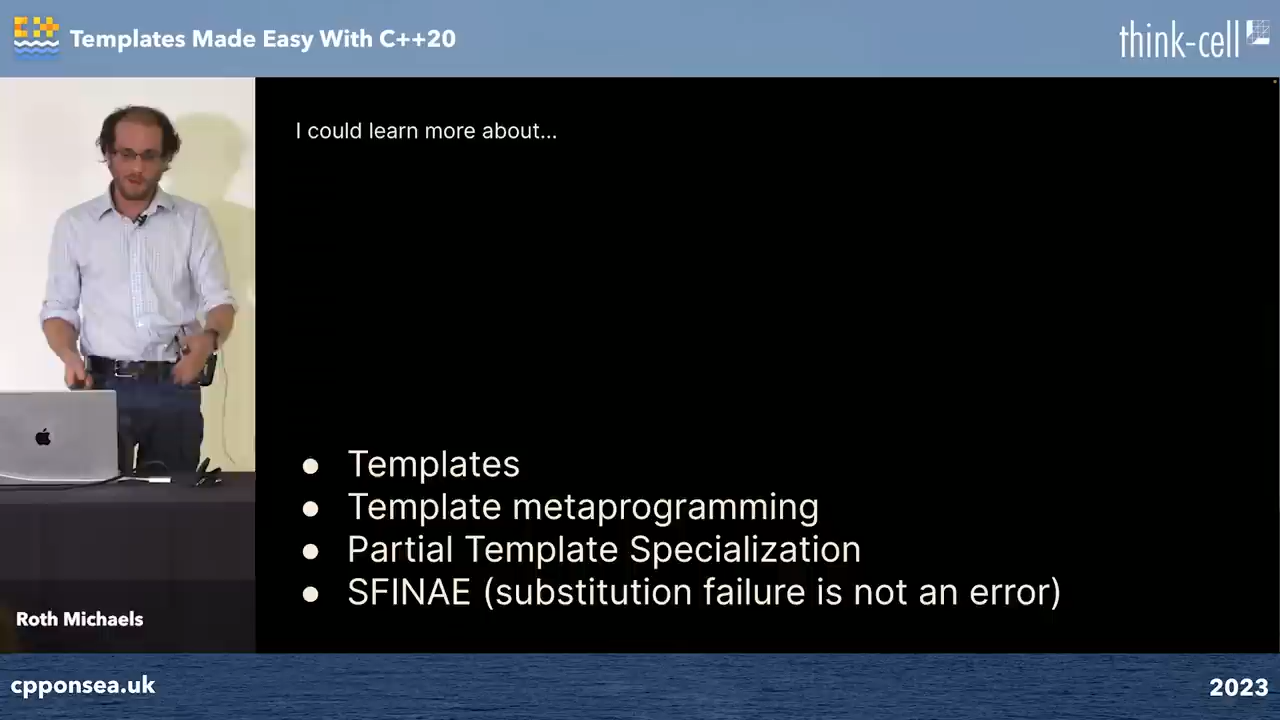 Templates Made Easy With C++20
think-cell
I could learn more about...
● Templates
● Template metaprogramming
● Partial Template Specialization
● SFINAE (substitution failure is not an error)
Roth Michaels
cpponsea.uk
2023